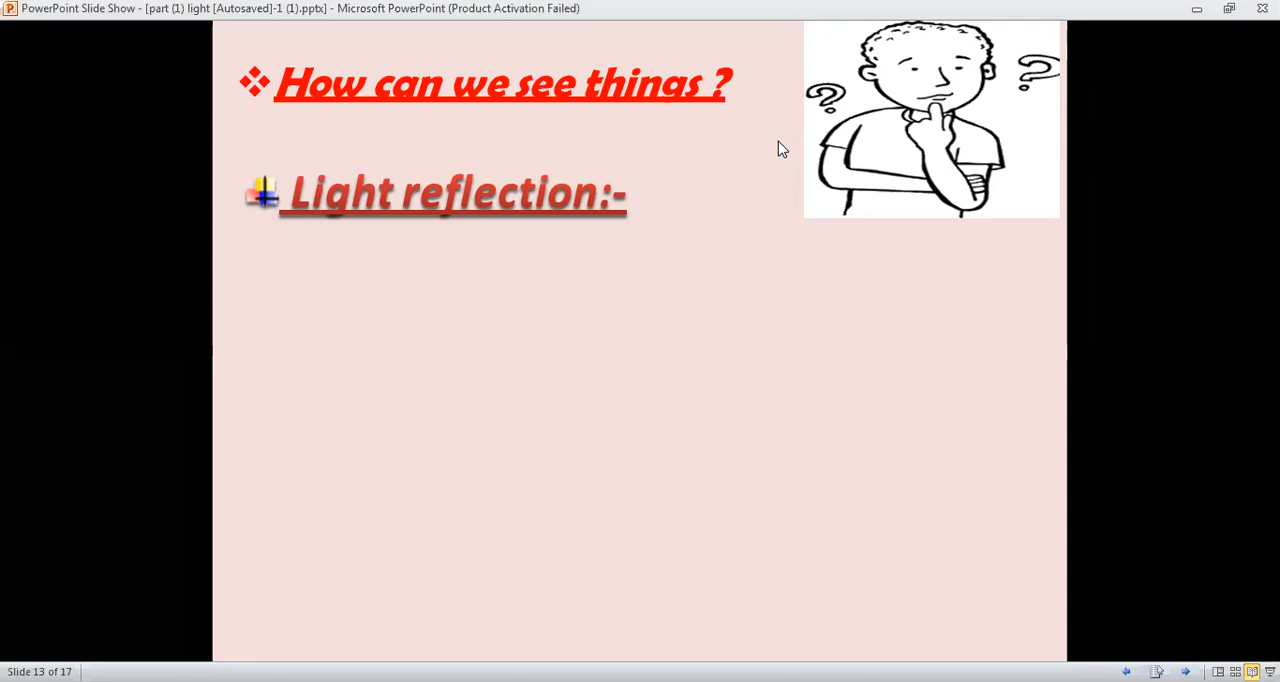 PowerPoint Slide Show - [part (1) light [Autosaved]-1 (1).pptx] - Microsoft PowerPoint (Product Activation Failed)
How can we see things ?
? ?
Light reflection:-
Slide 13 of 17